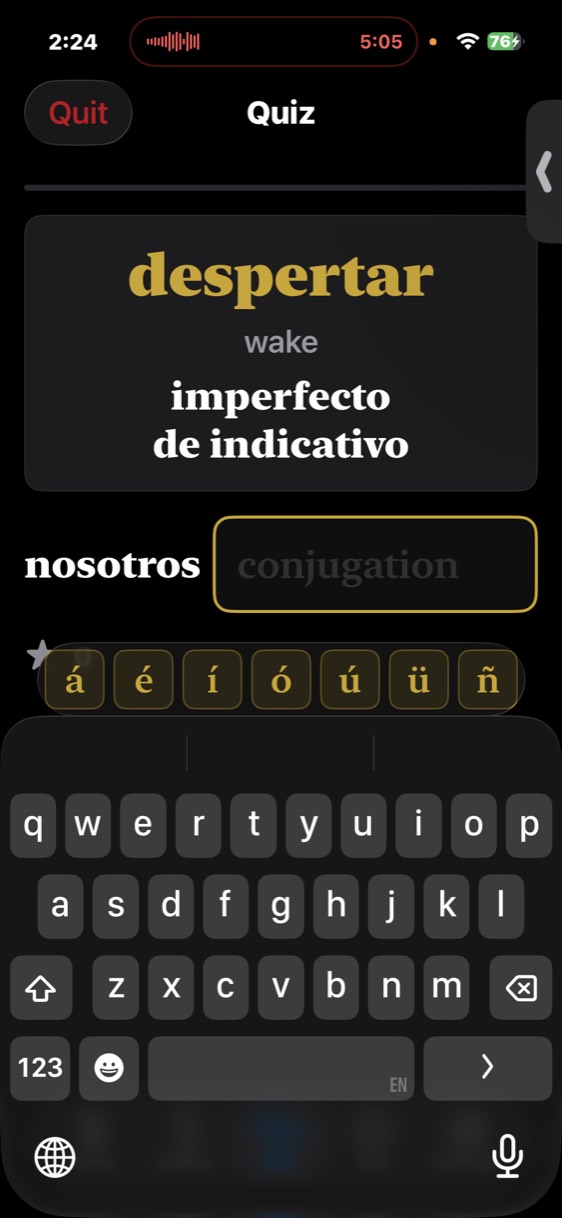 2:24
5:05
76
Quit
Quiz
despertar
wake
imperfecto
de indicativo
nosotros
conjugation
á é í ó ú ü ñ
q w e r t y u i o p
a s d f g h j k l
z x c v b n m
123
EN